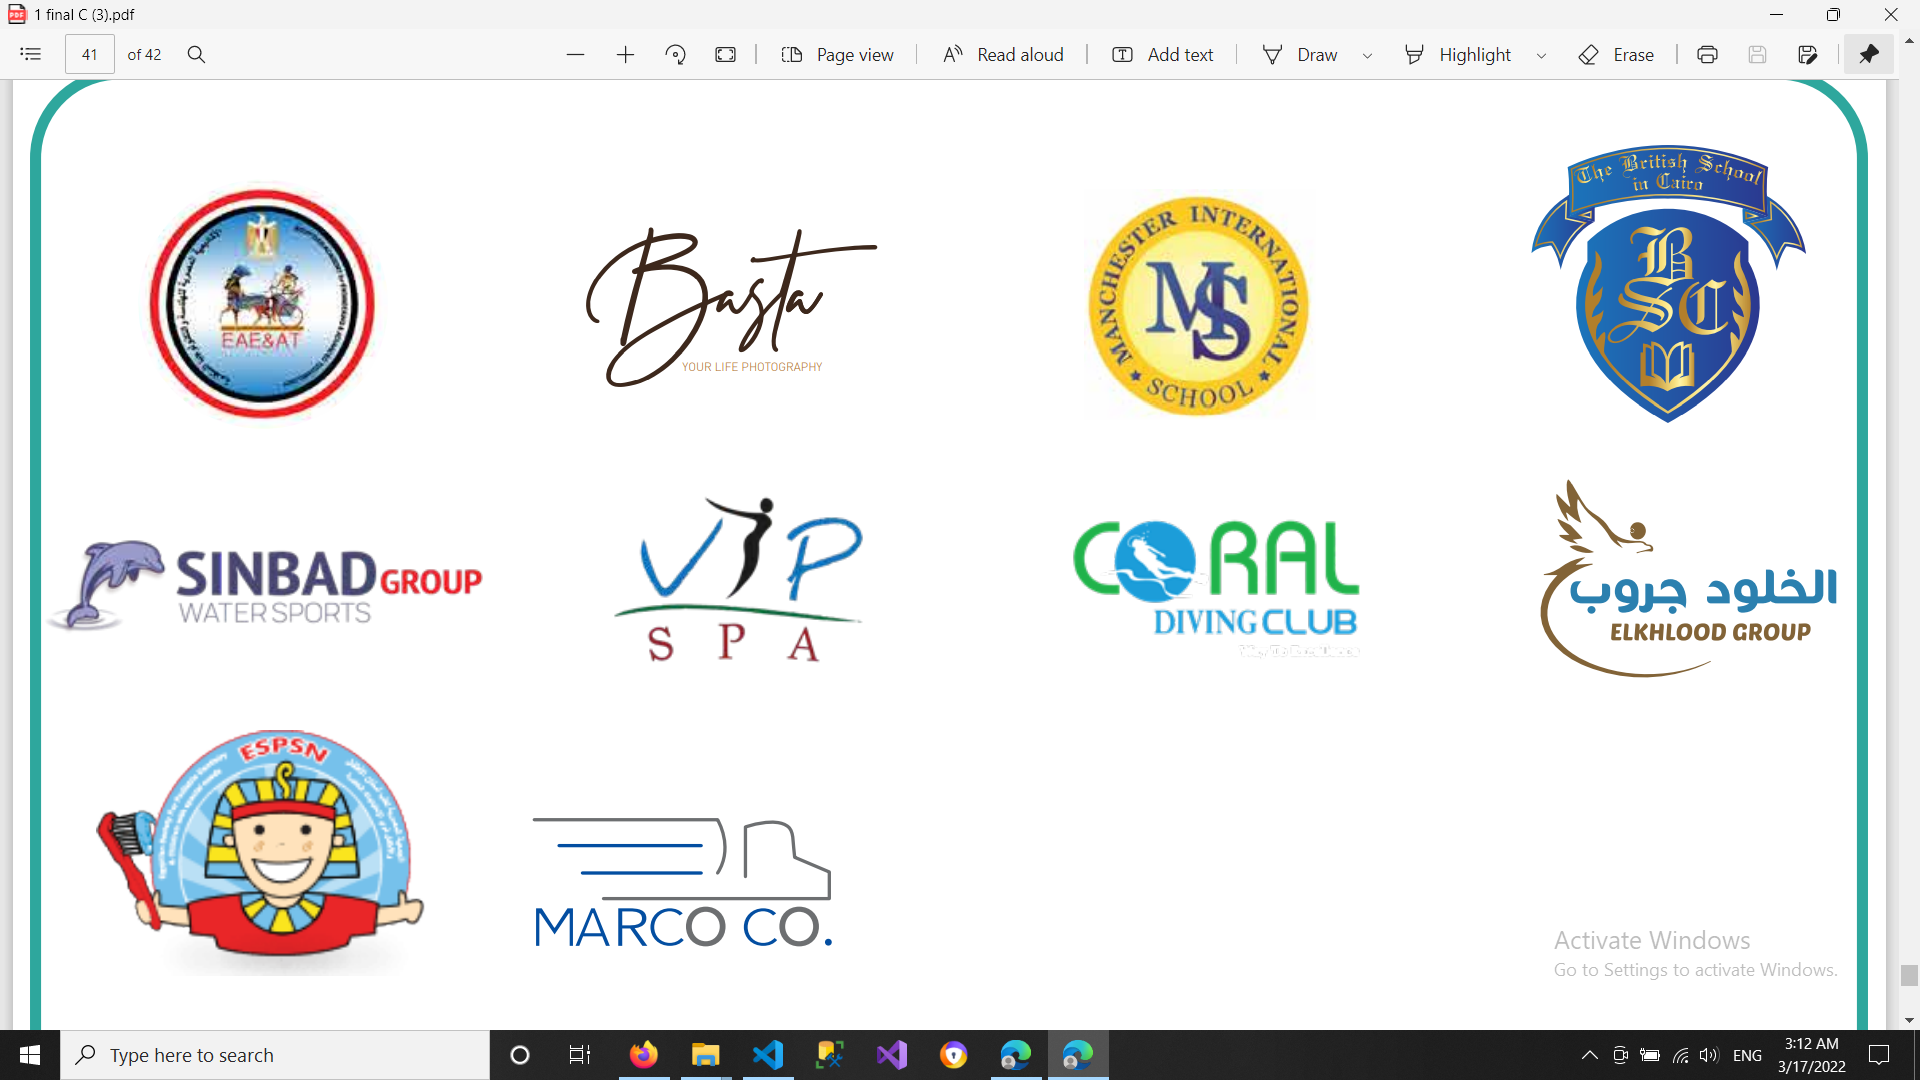 1 final C (3).pdf
41 of 42
Page view
Read aloud
Add text
Draw
Highlight
Erase
EAE&AT
Basta
YOUR LIFE PHOTOGRAPHY
MANCHESTER INTERNATIONAL
SCHOOL
MS
The British School
in Cairo
B
S C
SINBAD GROUP
WATER SPORTS
VIP
SPA
CORAL
DIVING CLUB
الخلود جروب
ELKHLOOD GROUP
ESPSN
MARCO CO.
Activate Windows
Go to Settings to activate Windows.
Type here to search
ENG
3:12 AM
3/17/2022